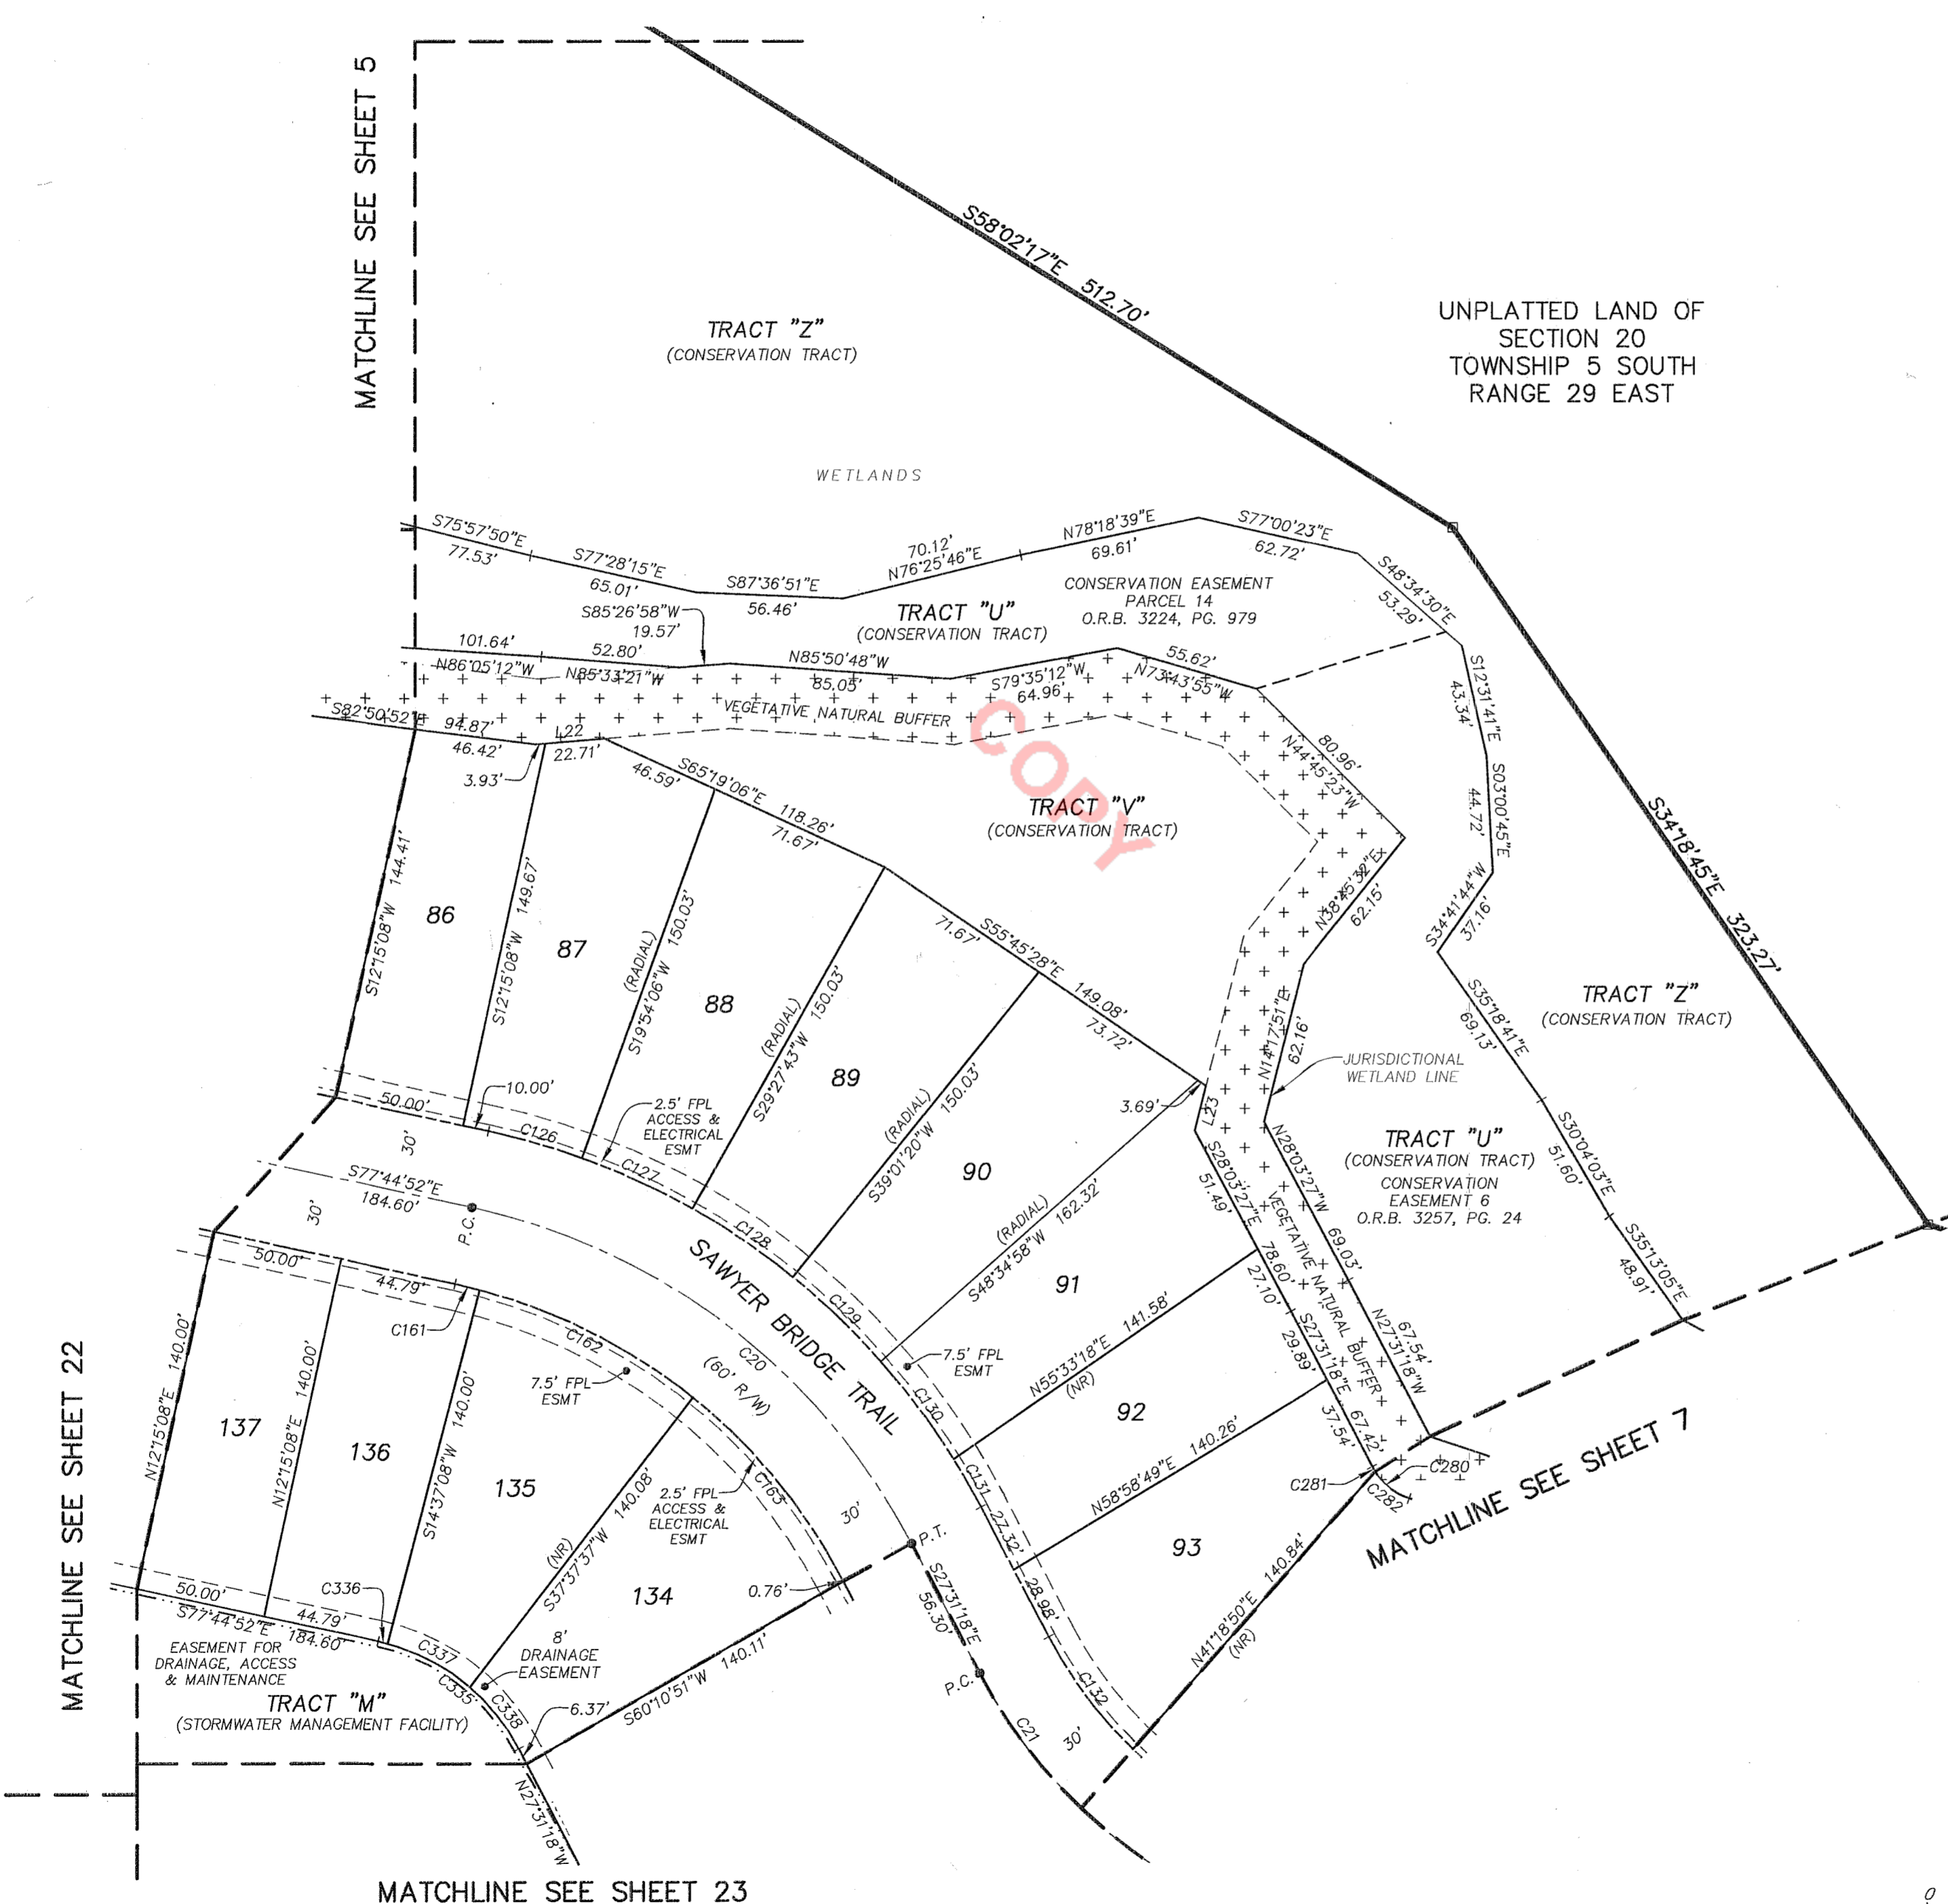 MATCHLINE SEE SHEET 5
S58°02'17"E 512.70'
UNPLATTED LAND OF
SECTION 20
TOWNSHIP 5 SOUTH
RANGE 29 EAST
TRACT "Z"
(CONSERVATION TRACT)
WETLANDS
S75°57'50"E
77.53'
S77°28'15"E
65.01'
S87°36'51"E
56.46'
70.12'
N76°25'46"E
N78°18'39"E
69.61'
S77°00'23"E
62.72'
S48°34'30"E
53.29'
CONSERVATION EASEMENT
PARCEL 14
O.R.B. 3224, PG. 979
TRACT "U"
(CONSERVATION TRACT)
S85°26'58"W
19.57'
101.64'
N86°05'12"W
52.80'
N85°33'21"W
N85°50'48"W
85.05'
S79°35'12"W
64.96'
55.62'
N73°43'55"W
VEGETATIVE NATURAL BUFFER
S82°50'52"E
94.87'
46.42'
L22
22.71'
3.93'
S12°31'41"E
43.34'
S03°00'45"E
44.72'
80.96'
N44°45'23"W
S65°19'06"E
118.26'
46.59'
71.67'
COPY
TRACT "V"
(CONSERVATION TRACT)
N38°45'32"E
62.15'
S34°41'44"W
37.16'
S34°18'45"E 323.27'
S12°15'08"W 144.41'
86
S12°15'08"W 149.67'
87
(RADIAL)
S19°54'06"W 150.03'
88
(RADIAL)
S29°27'43"W 150.03'
89
S55°45'28"E
149.08'
71.67'
73.72'
(RADIAL)
S39°01'20"W 150.03'
90
(RADIAL)
S48°34'58"W 162.32'
91
3.69'
L23
N14°17'51"E
62.16'
JURISDICTIONAL
WETLAND LINE
S35°18'41"E
69.13'
TRACT "Z"
(CONSERVATION TRACT)
TRACT "U"
(CONSERVATION TRACT)
CONSERVATION
EASEMENT 6
O.R.B. 3257, PG. 24
S30°04'03"E
51.60'
S35°13'05"E
48.91'
N28°03'27"W
69.03'
N27°31'18"W
67.54'
VEGETATIVE NATURAL BUFFER
S28°03'27"E
78.60'
51.49'
27.10'
S27°31'18"E
67.42'
29.89'
37.54'
50.00'
10.00'
C126
2.5' FPL
ACCESS &
ELECTRICAL
ESMT
C127
C128
C129
C130
C131
27.32'
28.98'
C132
30'
S77°44'52"E
184.60'
P.C.
30'
SAWYER BRIDGE TRAIL
C20
(60' R/W)
7.5' FPL
ESMT
N55°33'18"E 141.58'
(NR)
92
N58°58'49"E 140.26'
93
N41°18'50"E 140.84'
(NR)
C280
C281
C282
MATCHLINE SEE SHEET 7
MATCHLINE SEE SHEET 22
N12°15'08"E 140.00'
50.00'
137
N12°15'08"E 140.00'
44.79'
136
C161
S14°37'08"W 140.00'
135
C162
7.5' FPL
ESMT
(NR)
S37°37'37"W 140.08'
2.5' FPL
ACCESS &
ELECTRICAL
ESMT
C163
134
0.76'
30'
P.T.
S27°31'18"E
56.30'
P.C.
C21
30'
S60°10'51"W 140.11'
50.00'
S77°44'52"E
44.79'
184.60'
C336
C337
C335
C338
8'
DRAINAGE
EASEMENT
6.37'
EASEMENT FOR
DRAINAGE, ACCESS
& MAINTENANCE
TRACT "M"
(STORMWATER MANAGEMENT FACILITY)
N27°31'18"W
MATCHLINE SEE SHEET 23
0